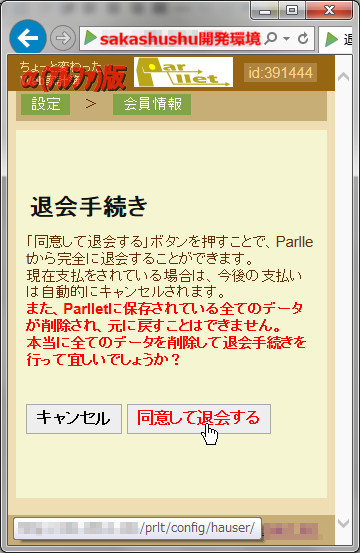 sakashushu開発環境
ちょっと変わった
α(アルファ)版
Parllet
id:391444
設定 > 会員情報
退会手続き
「同意して退会する」ボタンを押すことで、Parlle
tから完全に退会することができます。
現在支払をされている場合は、今後の支払い
は自動的にキャンセルされます。
また、Parlletに保存されている全てのデータ
が削除され、元に戻すことはできません。
本当に全てのデータを削除して退会手続きを
行って宜しいでしょうか？
キャンセル 同意して退会する
/prlt/config/hauser/